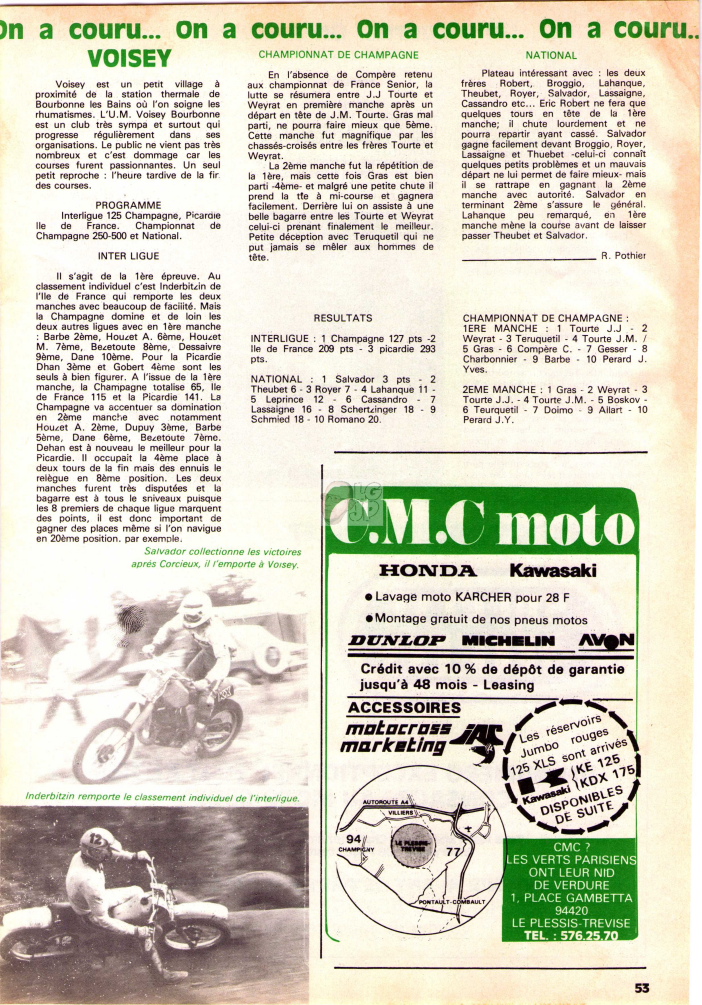 On a couru... On a couru... On a couru... On a couru...
VOISEY
Voisey est un petit village à
proximité de la station thermale de
Bourbonne les Bains où l'on soigne les
rhumatismes. L'U.M. Voisey Bourbonne
est un club très sympa et surtout qui
progresse régulièrement dans ses
organisations. Le public ne vient pas très
nombreux et c'est dommage car les
courses furent passionnantes. Un seul
petit reproche : l'heure tardive de la fin
des courses.
PROGRAMME
Interligue 125 Champagne, Picardie
Ile de France. Championnat de
Champagne 250-500 et National.
INTER LIGUE
Il s'agit de la 1ère épreuve. Au
classement individuel c'est Inderbitzin de
l'Ile de France qui remporte les deux
manches avec beaucoup de facilité. Mais
la Champagne domine et de loin les
deux autres ligues avec en 1ère manche
: Barbe 2ème, Houzet A. 6ème, Houzet
M. 7ème, Bezetoute 8ème, Dessaivre
9ème, Dane 10ème. Pour la Picardie
Dhan 3ème et Gobert 4ème sont les
seuls à bien figurer. A l'issue de la 1ère
manche, la Champagne totalise 65, Ile
de France 115 et la Picardie 141. La
Champagne va accentuer sa domination
en 2ème manche avec notamment
Houzet A. 2ème, Dupuy 3ème, Barbe
5ème, Dane 6ème, Bezetoute 7ème.
Dehan est à nouveau le meilleur pour la
Picardie. Il occupait la 4ème place à
deux tours de la fin mais des ennuis le
relègue en 8ème position. Les deux
manches furent très disputées et la
bagarre est à tous le sniveaux puisque
les 8 premiers de chaque ligue marquent
des points, il est donc important de
gagner des places même si l'on navigue
en 20ème position. par exemple.
CHAMPIONNAT DE CHAMPAGNE
En l'absence de Compère retenu
aux championnat de France Senior, la
lutte se résumera entre J.J Tourte et
Weyrat en première manche après un
départ en tête de J.M. Tourte. Gras mal
parti, ne pourra faire mieux que 5ème.
Cette manche fut magnifique par les
chassés-croisés entre les frères Tourte et
Weyrat.
La 2ème manche fut la répétition de
la 1ère, mais cette fois Gras est bien
parti -4ème- et malgré une petite chute il
prend la tte à mi-course et gagnera
facilement. Derrière lui on assiste à une
belle bagarre entre les Tourte et Weyrat
celui-ci prenant finalement le meilleur.
Petite déception avec Teruquetil qui ne
put jamais se mêler aux hommes de
tête.
NATIONAL
Plateau intéressant avec : les deux
frères Robert, Broggio, Lahanque,
Theubet, Royer, Salvador, Lassaigne,
Cassandro etc... Eric Robert ne fera que
quelques tours en tête de la 1ère
manche; il chute lourdement et ne
pourra repartir ayant cassé. Salvador
gagne facilement devant Broggio, Royer,
Lassaigne et Thuebet -celui-ci connaît
quelques petits problèmes et un mauvais
départ ne lui permet de faire mieux- mais
il se rattrape en gagnant la 2ème
manche avec autorité. Salvador en
terminant 2ème s'assure le général.
Lahanque peu remarqué, en 1ère
manche mène la course avant de laisser
passer Theubet et Salvador.
R. Pothier
RESULTATS
INTERLIGUE : 1 Champagne 127 pts -2
Ile de France 209 pts - 3 picardie 293
pts.
NATIONAL : 1 Salvador 3 pts - 2
Theubet 6 - 3 Royer 7 - 4 Lahanque 11 -
5 Leprince 12 - 6 Cassandro - 7
Lassaigne 16 - 8 Schertzinger 18 - 9
Schmied 18 - 10 Romano 20.
CHAMPIONNAT DE CHAMPAGNE :
1ERE MANCHE : 1 Tourte J.J - 2
Weyrat - 3 Teruquetil - 4 Tourte J.M. /
5 Gras - 6 Compère C. - 7 Gesser - 8
Charbonnier - 9 Barbe - 10 Perard J.
Yves.
2EME MANCHE : 1 Gras - 2 Weyrat - 3
Tourte J.J. - 4 Tourte J.M. - 5 Boskov -
6 Teurquetil - 7 Doimo - 9 Allart - 10
Perard J.Y.
Salvador collectionne les victoires
aprés Corcieux, il l'emporte à Voisey.
Inderbitzin remporte le classement individuel de l'interligue.
12
LG
C.M.C moto
HONDA Kawasaki
● Lavage moto KARCHER pour 28 F
● Montage gratuit de nos pneus motos
DUNLOP MICHELIN AVON
Crédit avec 10 % de dépôt de garantie
jusqu'à 48 mois - Leasing
ACCESSOIRES
motocross
marketing
Les réservoirs
Jumbo rouges
125 XLS sont arrivés
Kawasaki
KE 125
KDX 175
DISPONIBLES
DE SUITE
AUTOROUTE A4
VILLIERS
94
CHAMPIGNY
LE PLESSIS-
TREVISE
77
PONTAULT-COMBAULT
CMC ?
LES VERTS PARISIENS
ONT LEUR NID
DE VERDURE
1, PLACE GAMBETTA
94420
LE PLESSIS-TREVISE
TEL. : 576.25.70
53